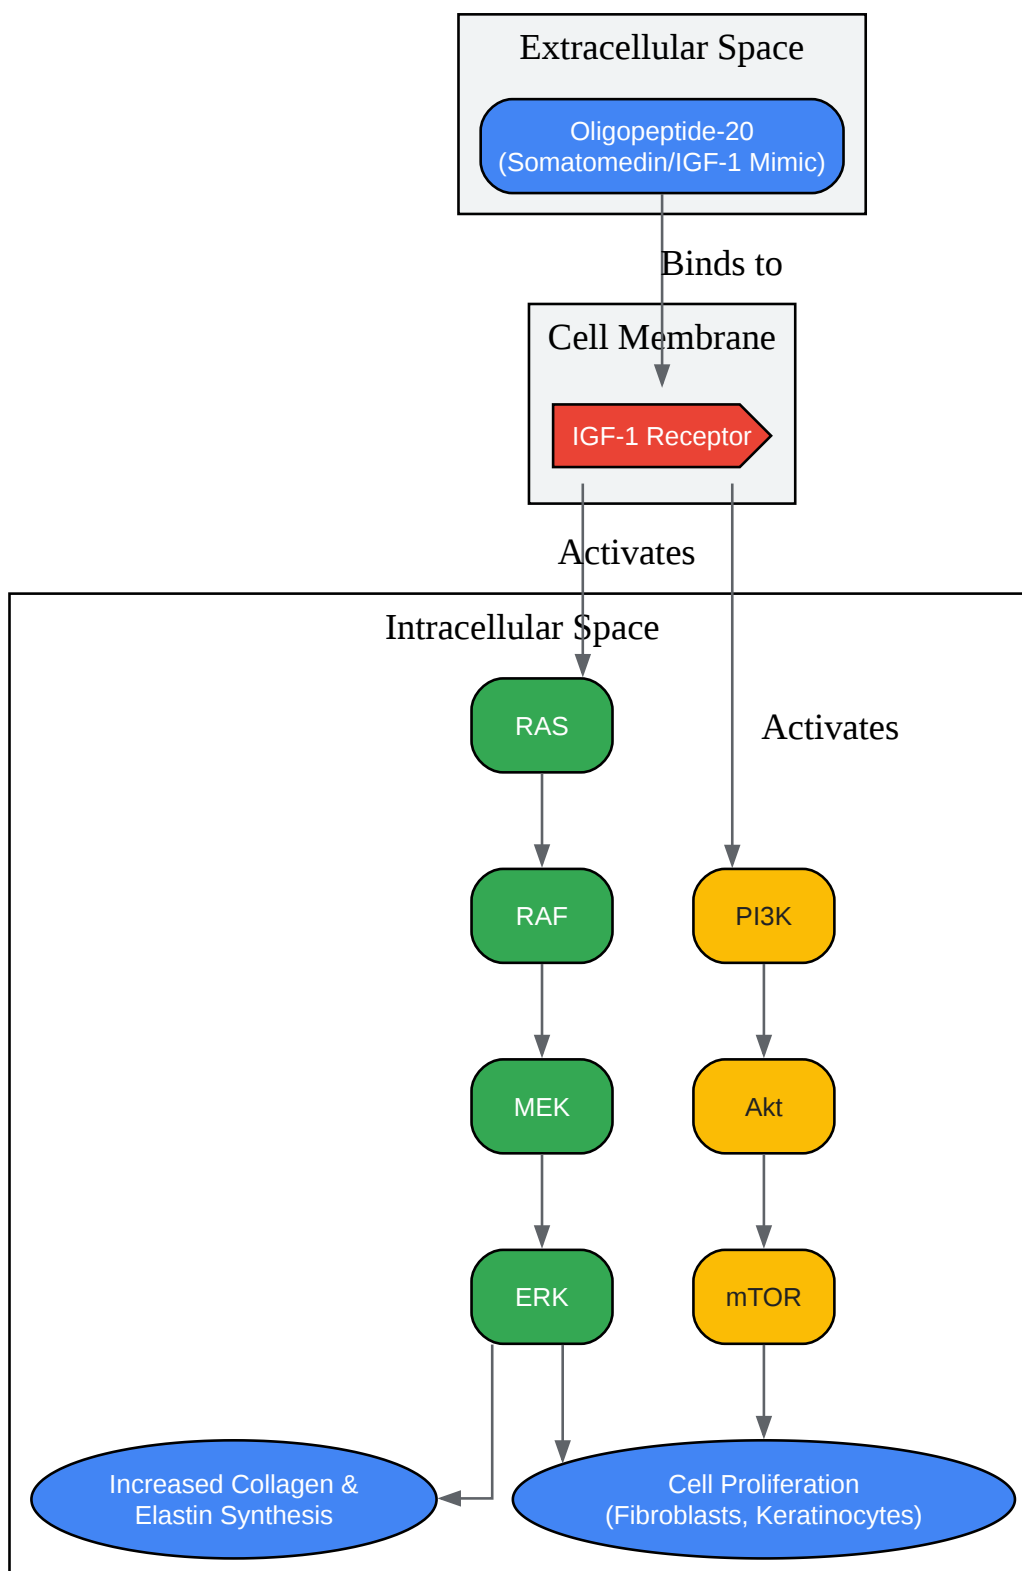 Extracellular Space
Oligopeptide-20
(Somatomedin/IGF-1 Mimic)
Binds to
Cell Membrane
IGF-1 Receptor
Activates
Intracellular Space
RAS
Activates
RAF
PI3K
MEK
Akt
ERK
mTOR
Increased Collagen &
Elastin Synthesis
Cell Proliferation
(Fibroblasts, Keratinocytes)